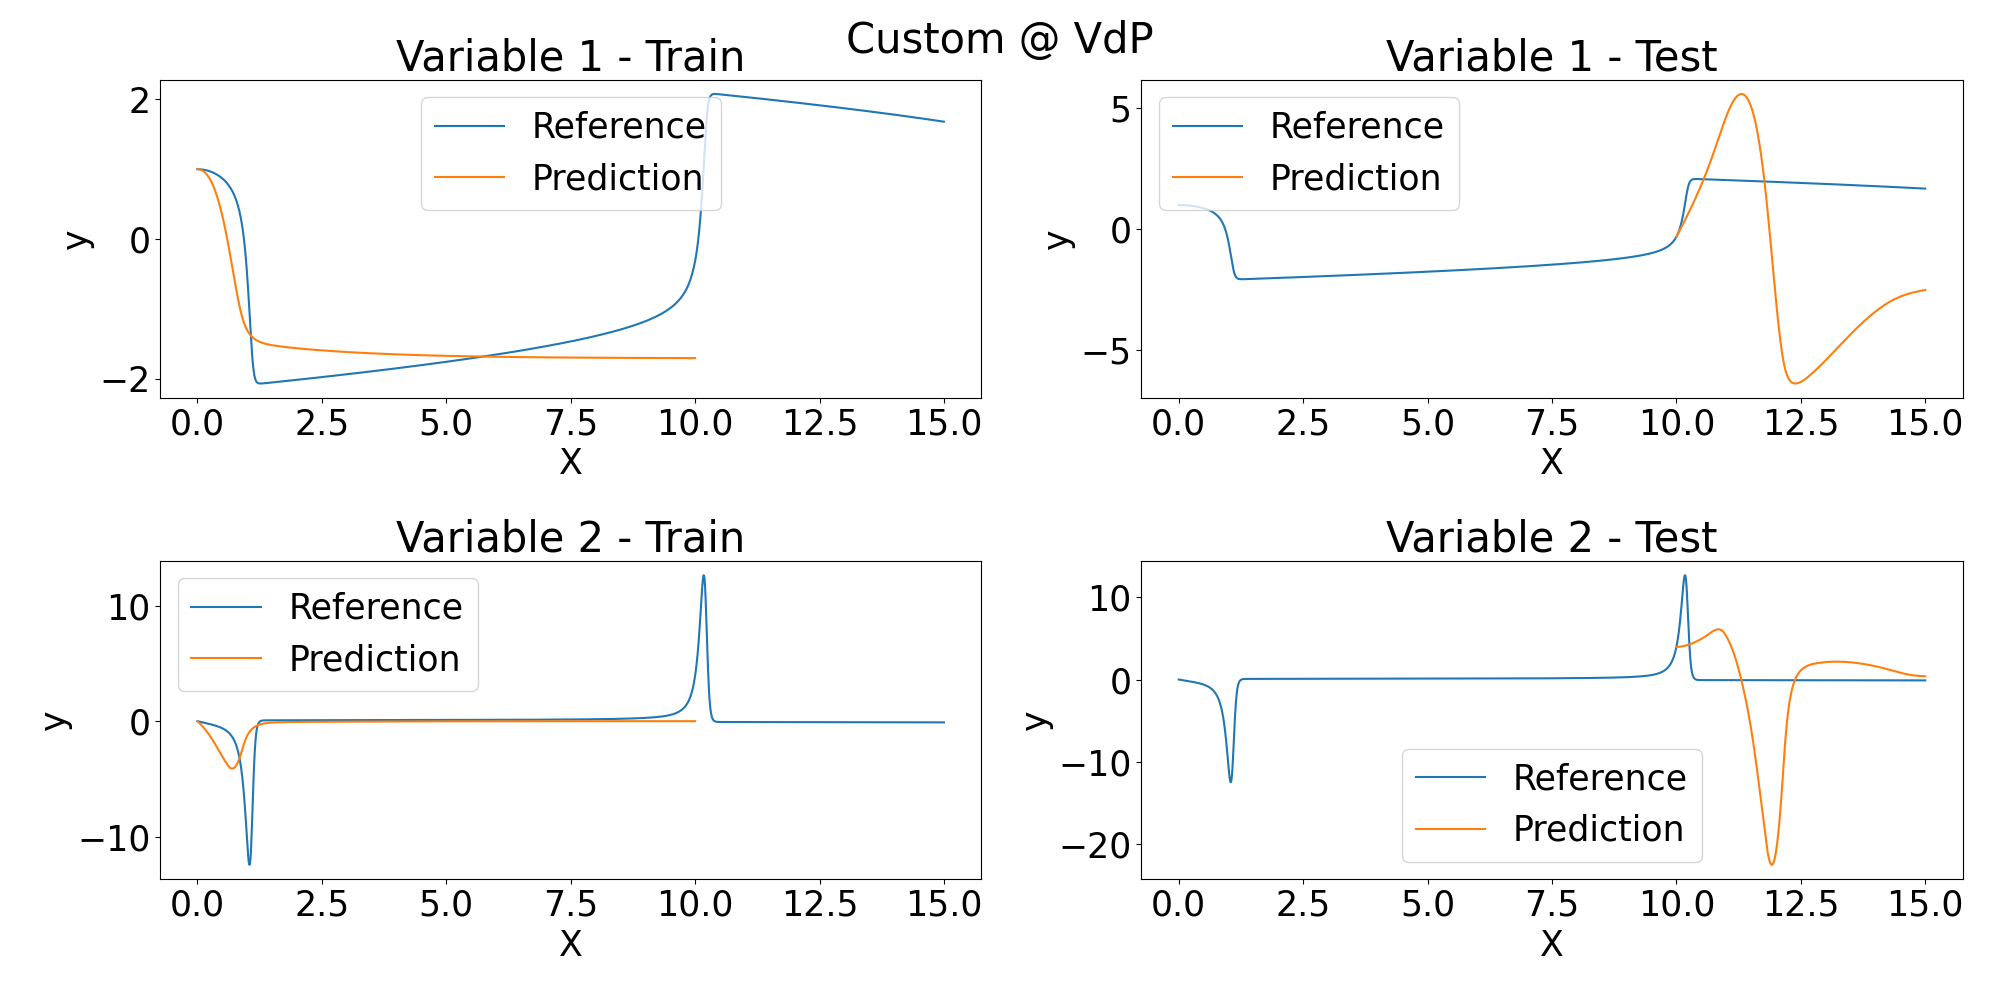 Custom @ VdP
Variable 1 - Train
2
0
−2
y
Reference
Prediction
0.0 2.5 5.0 7.5 10.0 12.5 15.0
X
Variable 1 - Test
5
0
−5
y
Reference
Prediction
0.0 2.5 5.0 7.5 10.0 12.5 15.0
X
Variable 2 - Train
10
0
−10
y
Reference
Prediction
0.0 2.5 5.0 7.5 10.0 12.5 15.0
X
Variable 2 - Test
10
0
−10
−20
y
Reference
Prediction
0.0 2.5 5.0 7.5 10.0 12.5 15.0
X